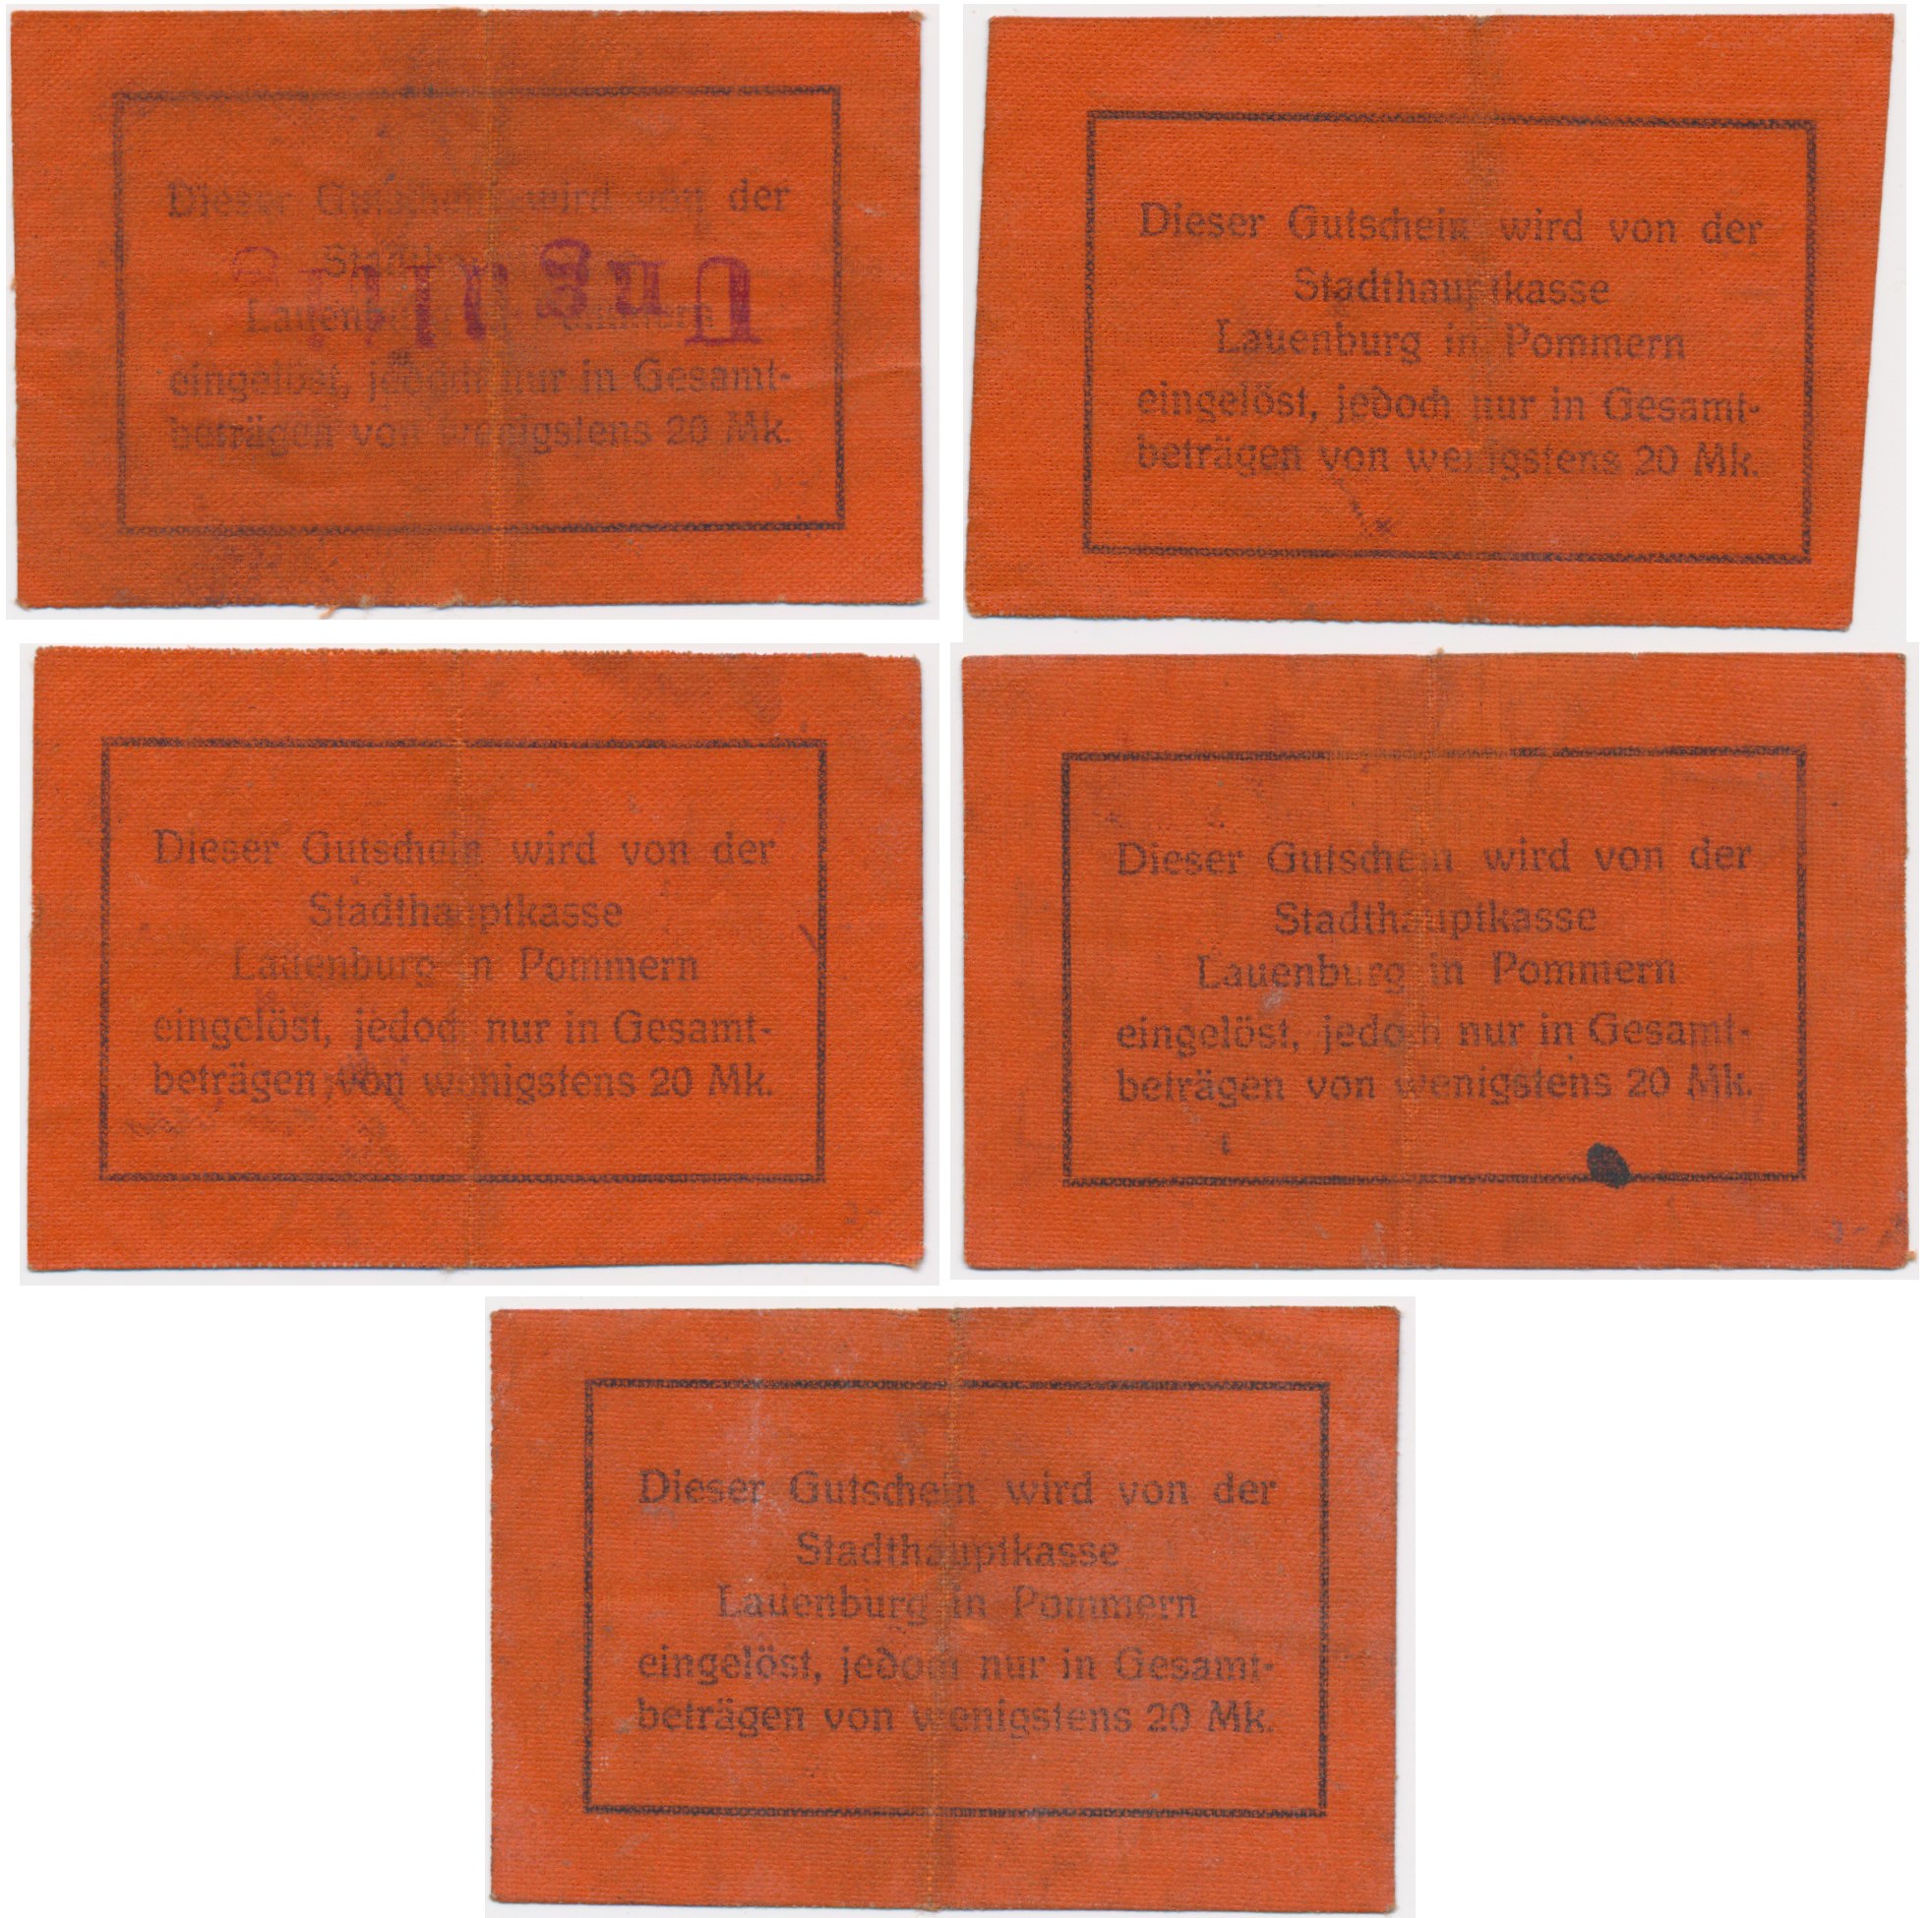 Dieser Gutschein wird von der
Stadthauptkasse
Lauenburg in Pommern
eingelöst, jedoch nur in Gesamt-
beträgen von wenigstens 20 Mk.
Ungültig
Dieser Gutschein wird von der
Stadthauptkasse
Lauenburg in Pommern
eingelöst, jedoch nur in Gesamt-
beträgen von wenigstens 20 Mk.
Dieser Gutschein wird von der
Stadthauptkasse
Lauenburg in Pommern
eingelöst, jedoch nur in Gesamt-
beträgen von wenigstens 20 Mk.
Dieser Gutschein wird von der
Stadthauptkasse
Lauenburg in Pommern
eingelöst, jedoch nur in Gesamt-
beträgen von wenigstens 20 Mk.
Dieser Gutschein wird von der
Stadthauptkasse
Lauenburg in Pommern
eingelöst, jedoch nur in Gesamt-
beträgen von wenigstens 20 Mk.